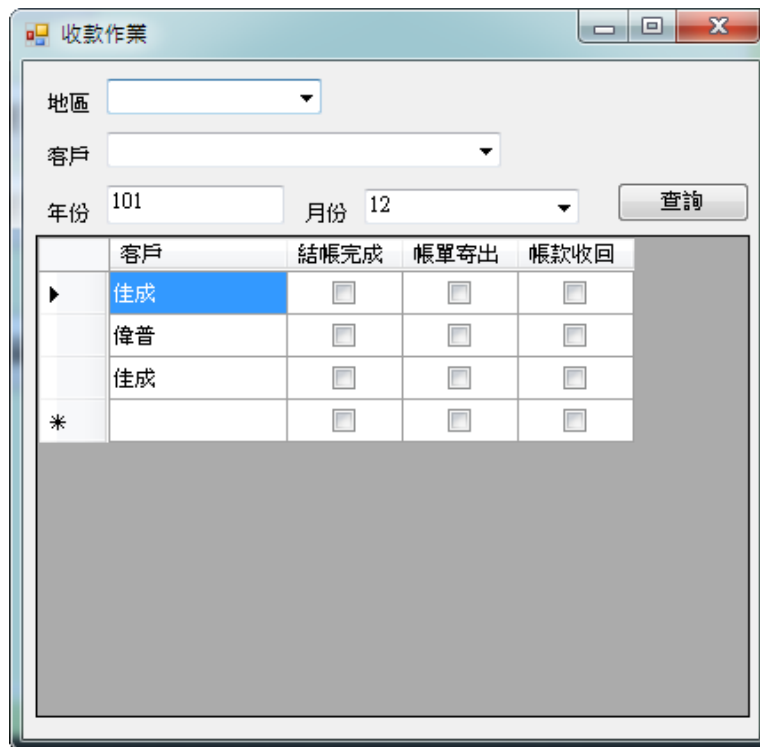 收款作業
地區
客戶
年份 101 月份 12 查詢
客戶 結帳完成 帳單寄出 帳款收回
佳成
偉普
佳成